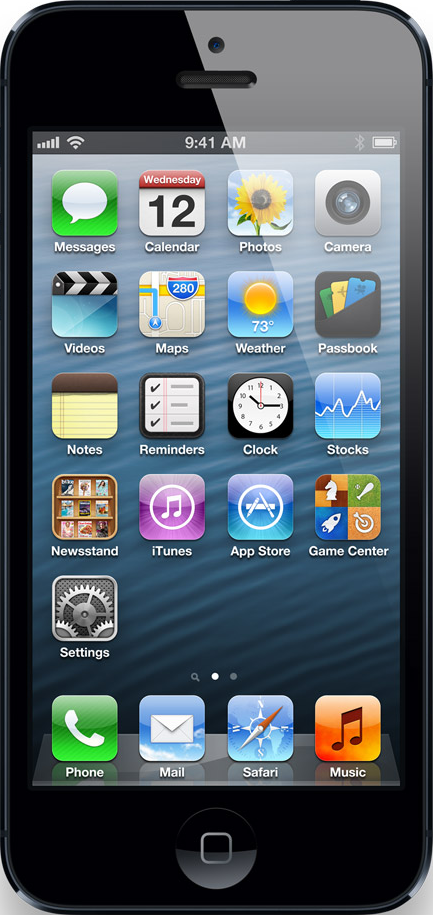 9:41 AM
Wednesday
12
280
73°
Messages Calendar Photos Camera
Videos Maps Weather Passbook
Notes Reminders Clock Stocks
Newsstand iTunes App Store Game Center
Settings
Phone Mail Safari Music